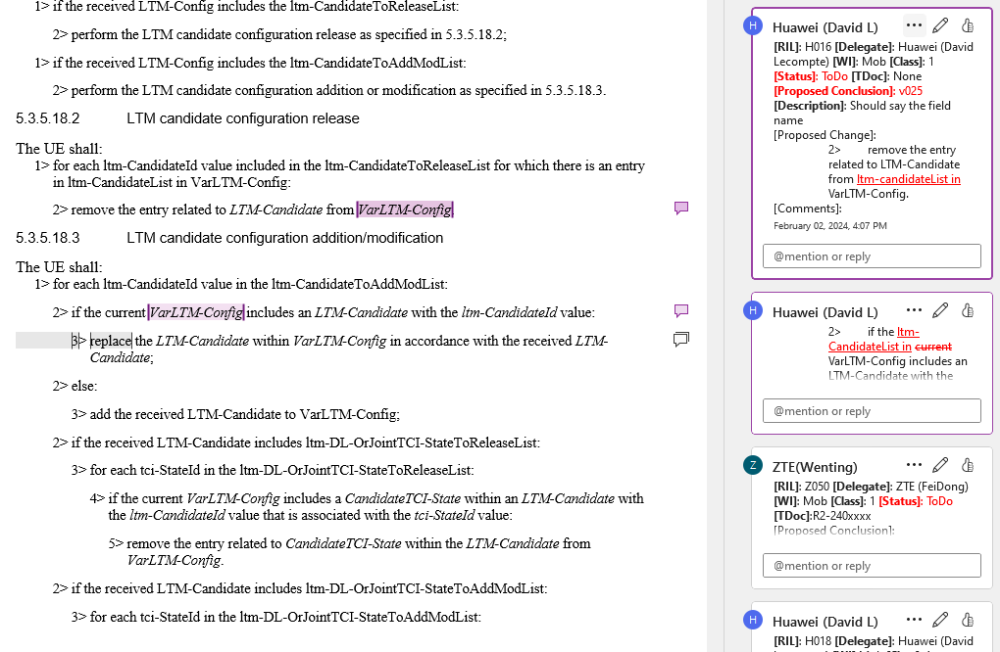 1> if the received LTM-Config includes the ltm-CandidateToReleaseList:
2> perform the LTM candidate configuration release as specified in 5.3.5.18.2;
1> if the received LTM-Config includes the ltm-CandidateToAddModList:
2> perform the LTM candidate configuration addition or modification as specified in 5.3.5.18.3.
5.3.5.18.2 LTM candidate configuration release
The UE shall:
1> for each ltm-CandidateId value included in the ltm-CandidateToReleaseList for which there is an entry
in ltm-CandidateList in VarLTM-Config:
2> remove the entry related to LTM-Candidate from VarLTM-Config.
5.3.5.18.3 LTM candidate configuration addition/modification
The UE shall:
1> for each ltm-CandidateId value in the ltm-CandidateToAddModList:
2> if the current VarLTM-Config includes an LTM-Candidate with the ltm-candidateId value:
3> replace the LTM-Candidate within VarLTM-Config in accordance with the received LTM-
Candidate;
2> else:
3> add the received LTM-Candidate to VarLTM-Config;
2> if the received LTM-Candidate includes ltm-DL-OrJointTCI-StateToReleaseList:
3> for each tci-StateId in the ltm-DL-OrJointTCI-StateToReleaseList:
4> if the current VarLTM-Config includes a CandidateTCI-State within an LTM-Candidate with
the ltm-CandidateId value that is associated with the tci-StateId value:
5> remove the entry related to CandidateTCI-State within the LTM-Candidate from
VarLTM-Config.
2> if the received LTM-Candidate includes ltm-DL-OrJointTCI-StateToAddModList:
3> for each tci-StateId in the ltm-DL-OrJointTCI-StateToAddModList:
H Huawei (David L)
[RIL]: H016 [Delegate]: Huawei (David
Lecompte) [WI]: Mob [Class]: 1
[Status]: ToDo [TDoc]: None
[Proposed Conclusion]: v025
[Description]: Should say the field
name
[Proposed Change]:
2> remove the entry
related to LTM-Candidate
from ltm-candidateList in
VarLTM-Config.
[Comments]:
February 02, 2024, 4:07 PM
@mention or reply
H Huawei (David L)
2> if the ltm-
CandidateList in current
VarLTM-Config includes an
LTM-Candidate with the
@mention or reply
Z ZTE(Wenting)
[RIL]: Z050 [Delegate]: ZTE (FeiDong)
[WI]: Mob [Class]: 1 [Status]: ToDo
[TDoc]:R2-240xxxx
[Proposed Conclusion]:
@mention or reply
H Huawei (David L)
[RIL]: H018 [Delegate]: Huawei (David